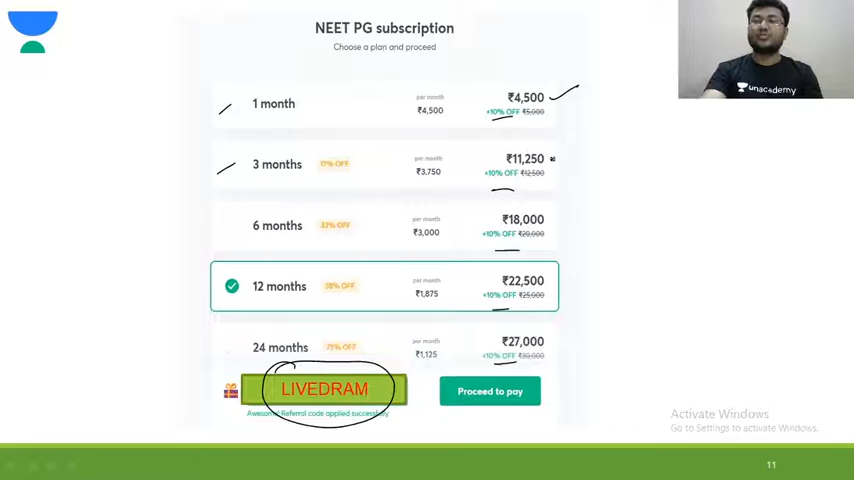 NEET PG subscription
Choose a plan and proceed
unacademy
1 month per month ₹4,500 ₹4,500 +10% OFF ₹5,000
3 months 17% OFF per month ₹3,750 ₹11,250 +10% OFF ₹12,500
6 months 33% OFF per month ₹3,000 ₹18,000 +10% OFF ₹20,000
12 months 58% OFF per month ₹1,875 ₹22,500 +10% OFF ₹25,000
24 months 75% OFF per month ₹1,125 ₹27,000 +10% OFF ₹30,000
LIVEDRAM
Proceed to pay
Awesome! Referral code applied successfully
Activate Windows
Go to Settings to activate Windows.
11